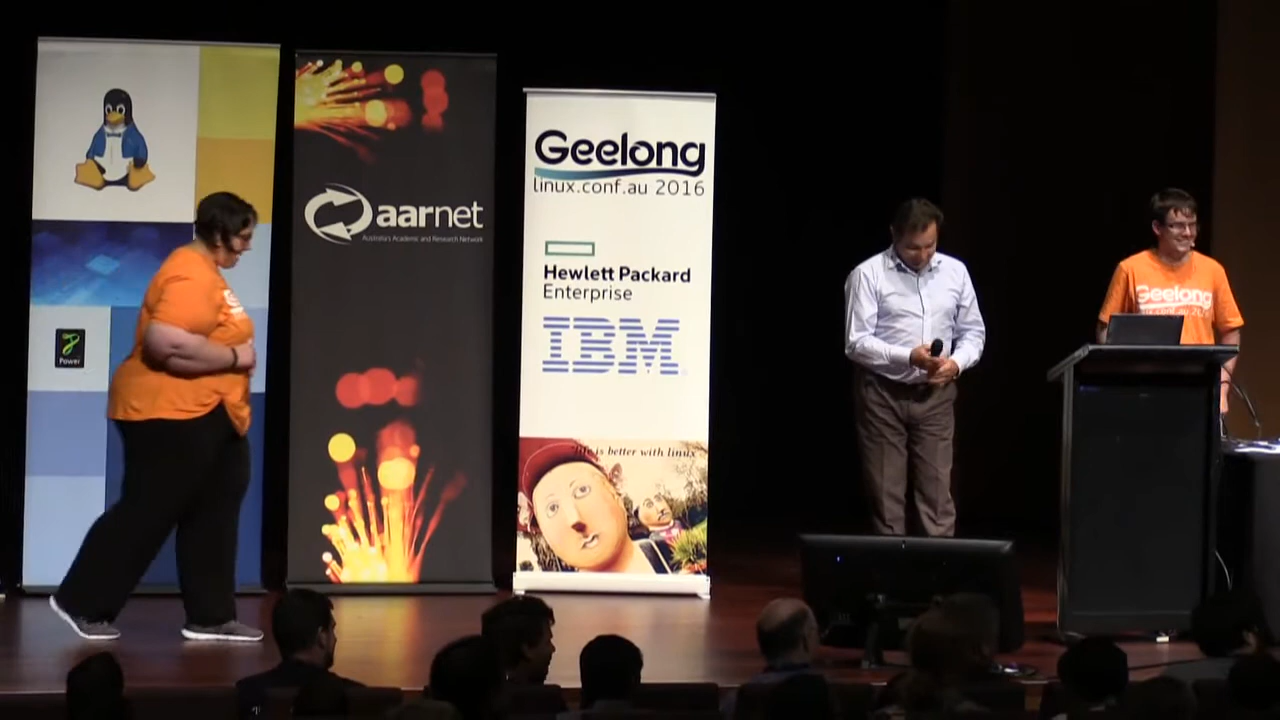 Power
aarnet
Australia's Academic and Research Network
Geelong
linux.conf.au 2016
Hewlett Packard
Enterprise
IBM
life is better with linux
Geelong